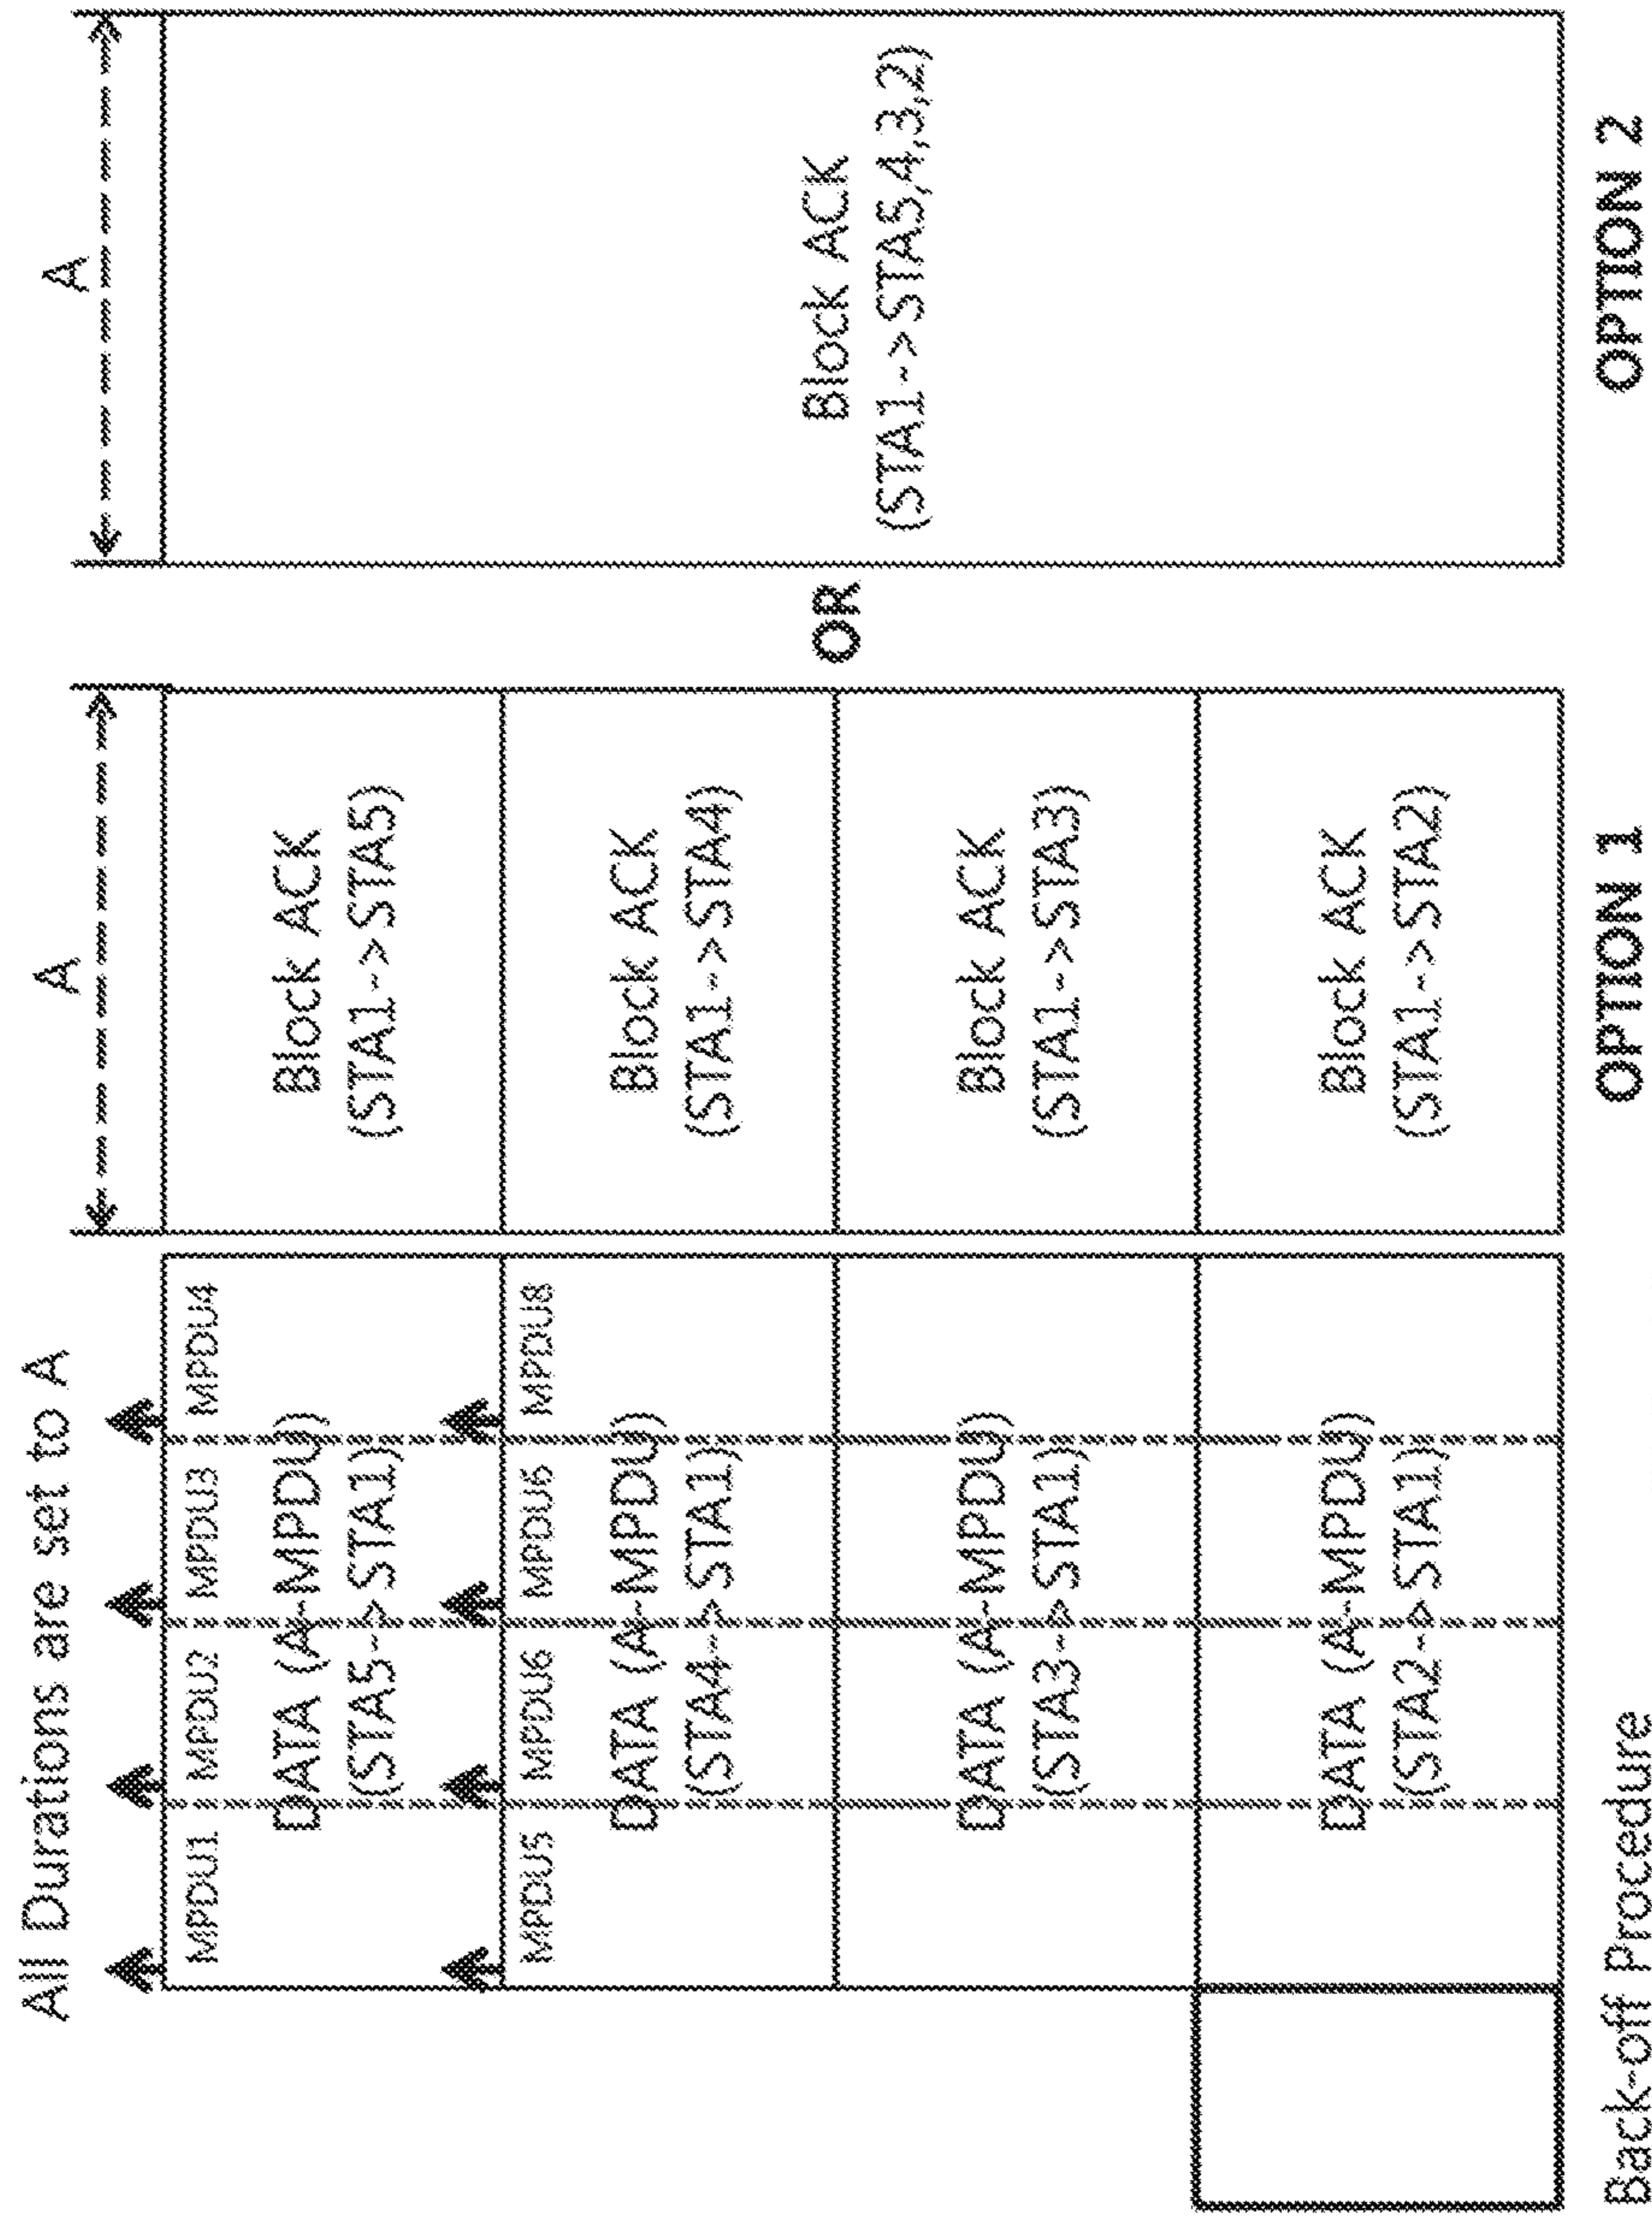 All Durations are set to A
MPDU1
MPDU2
MPDU3
MPDU4
DATA (A-MPDU)
(STA5->STA1)
MPDU5
MPDU6
MPDU6
MPDU8
DATA (A-MPDU)
(STA4->STA1)
DATA (A-MPDU)
(STA3->STA1)
DATA (A-MPDU)
(STA2->STA1)
Back-off Procedure
A
Block ACK
(STA1->STA5)
Block ACK
(STA1->STA4)
Block ACK
(STA1->STA3)
Block ACK
(STA1->STA2)
OPTION 1
OR
A
Block ACK
(STA1->STA5,4,3,2)
OPTION 2